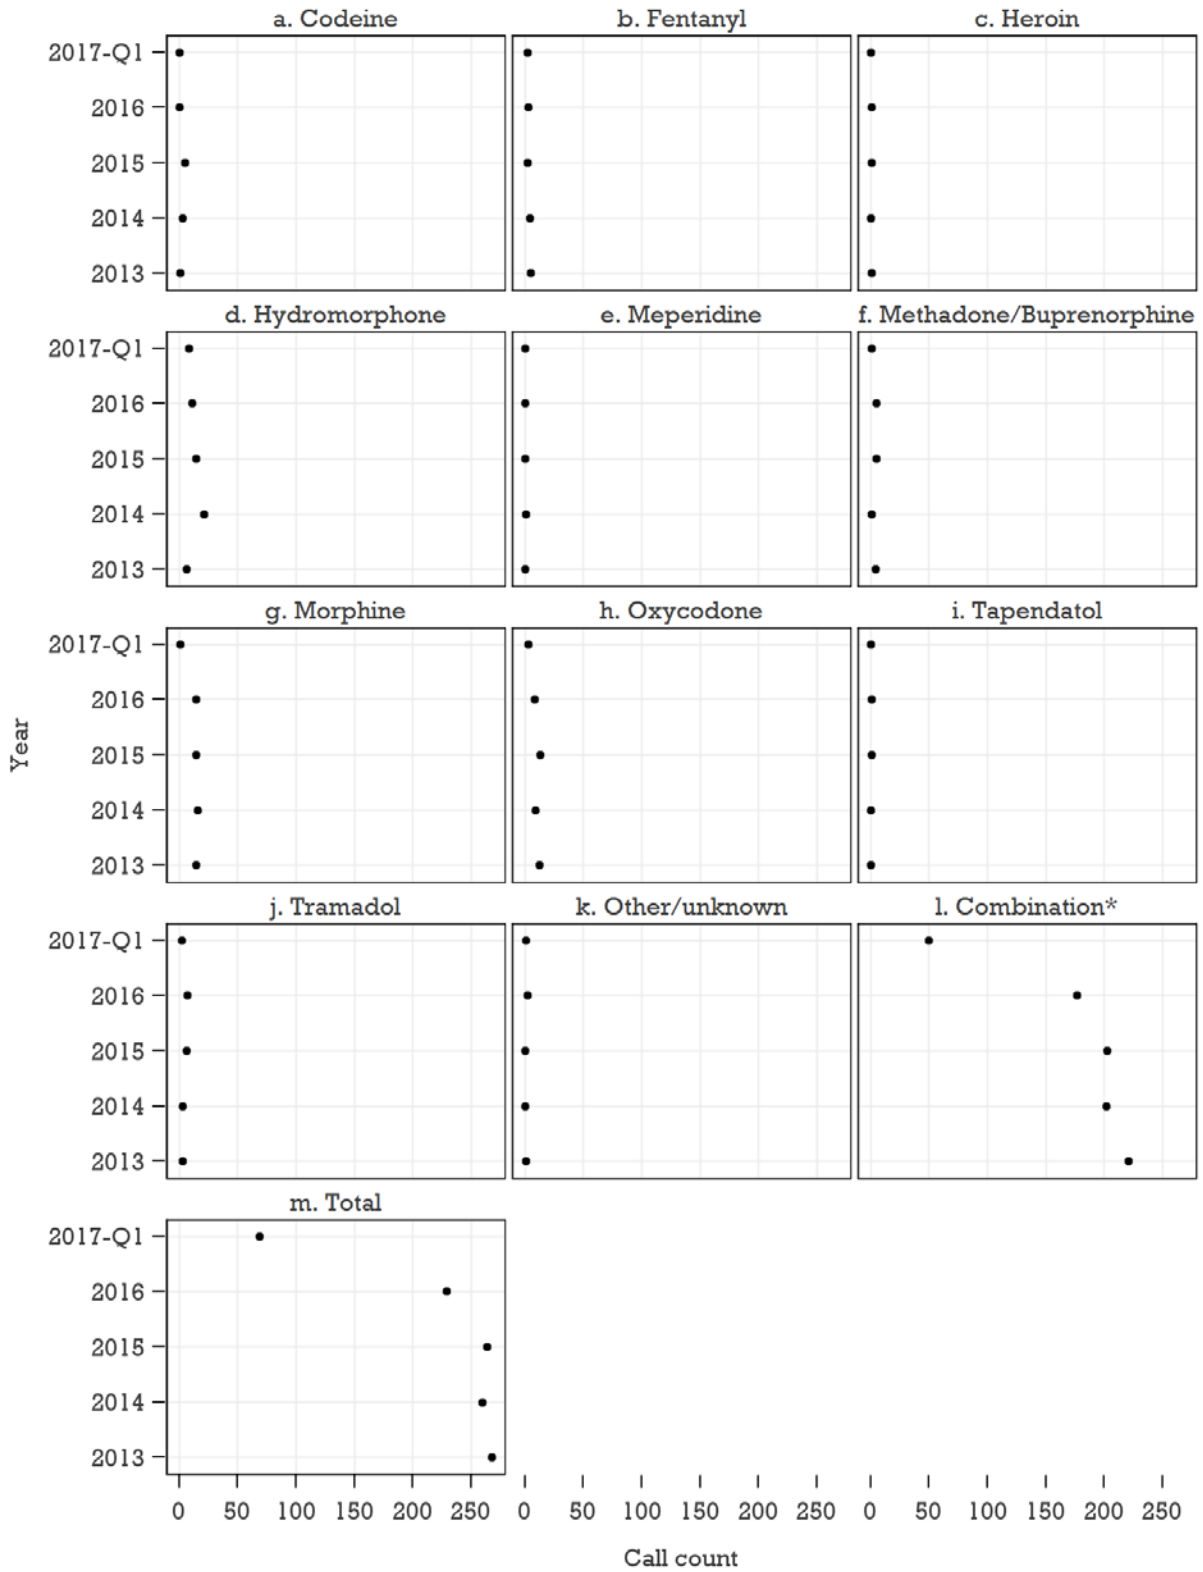 a. Codeine b. Fentanyl c. Heroin
2017-Q1
2016
2015
2014
2013
d. Hydromorphone e. Meperidine f. Methadone/Buprenorphine
2017-Q1
2016
2015
2014
2013
g. Morphine h. Oxycodone i. Tapendatol
2017-Q1
2016
2015
2014
2013
Year
j. Tramadol k. Other/unknown l. Combination*
2017-Q1
2016
2015
2014
2013
m. Total
2017-Q1
2016
2015
2014
2013
0 50 100 150 200 250 0 50 100 150 200 250 0 50 100 150 200 250
Call count